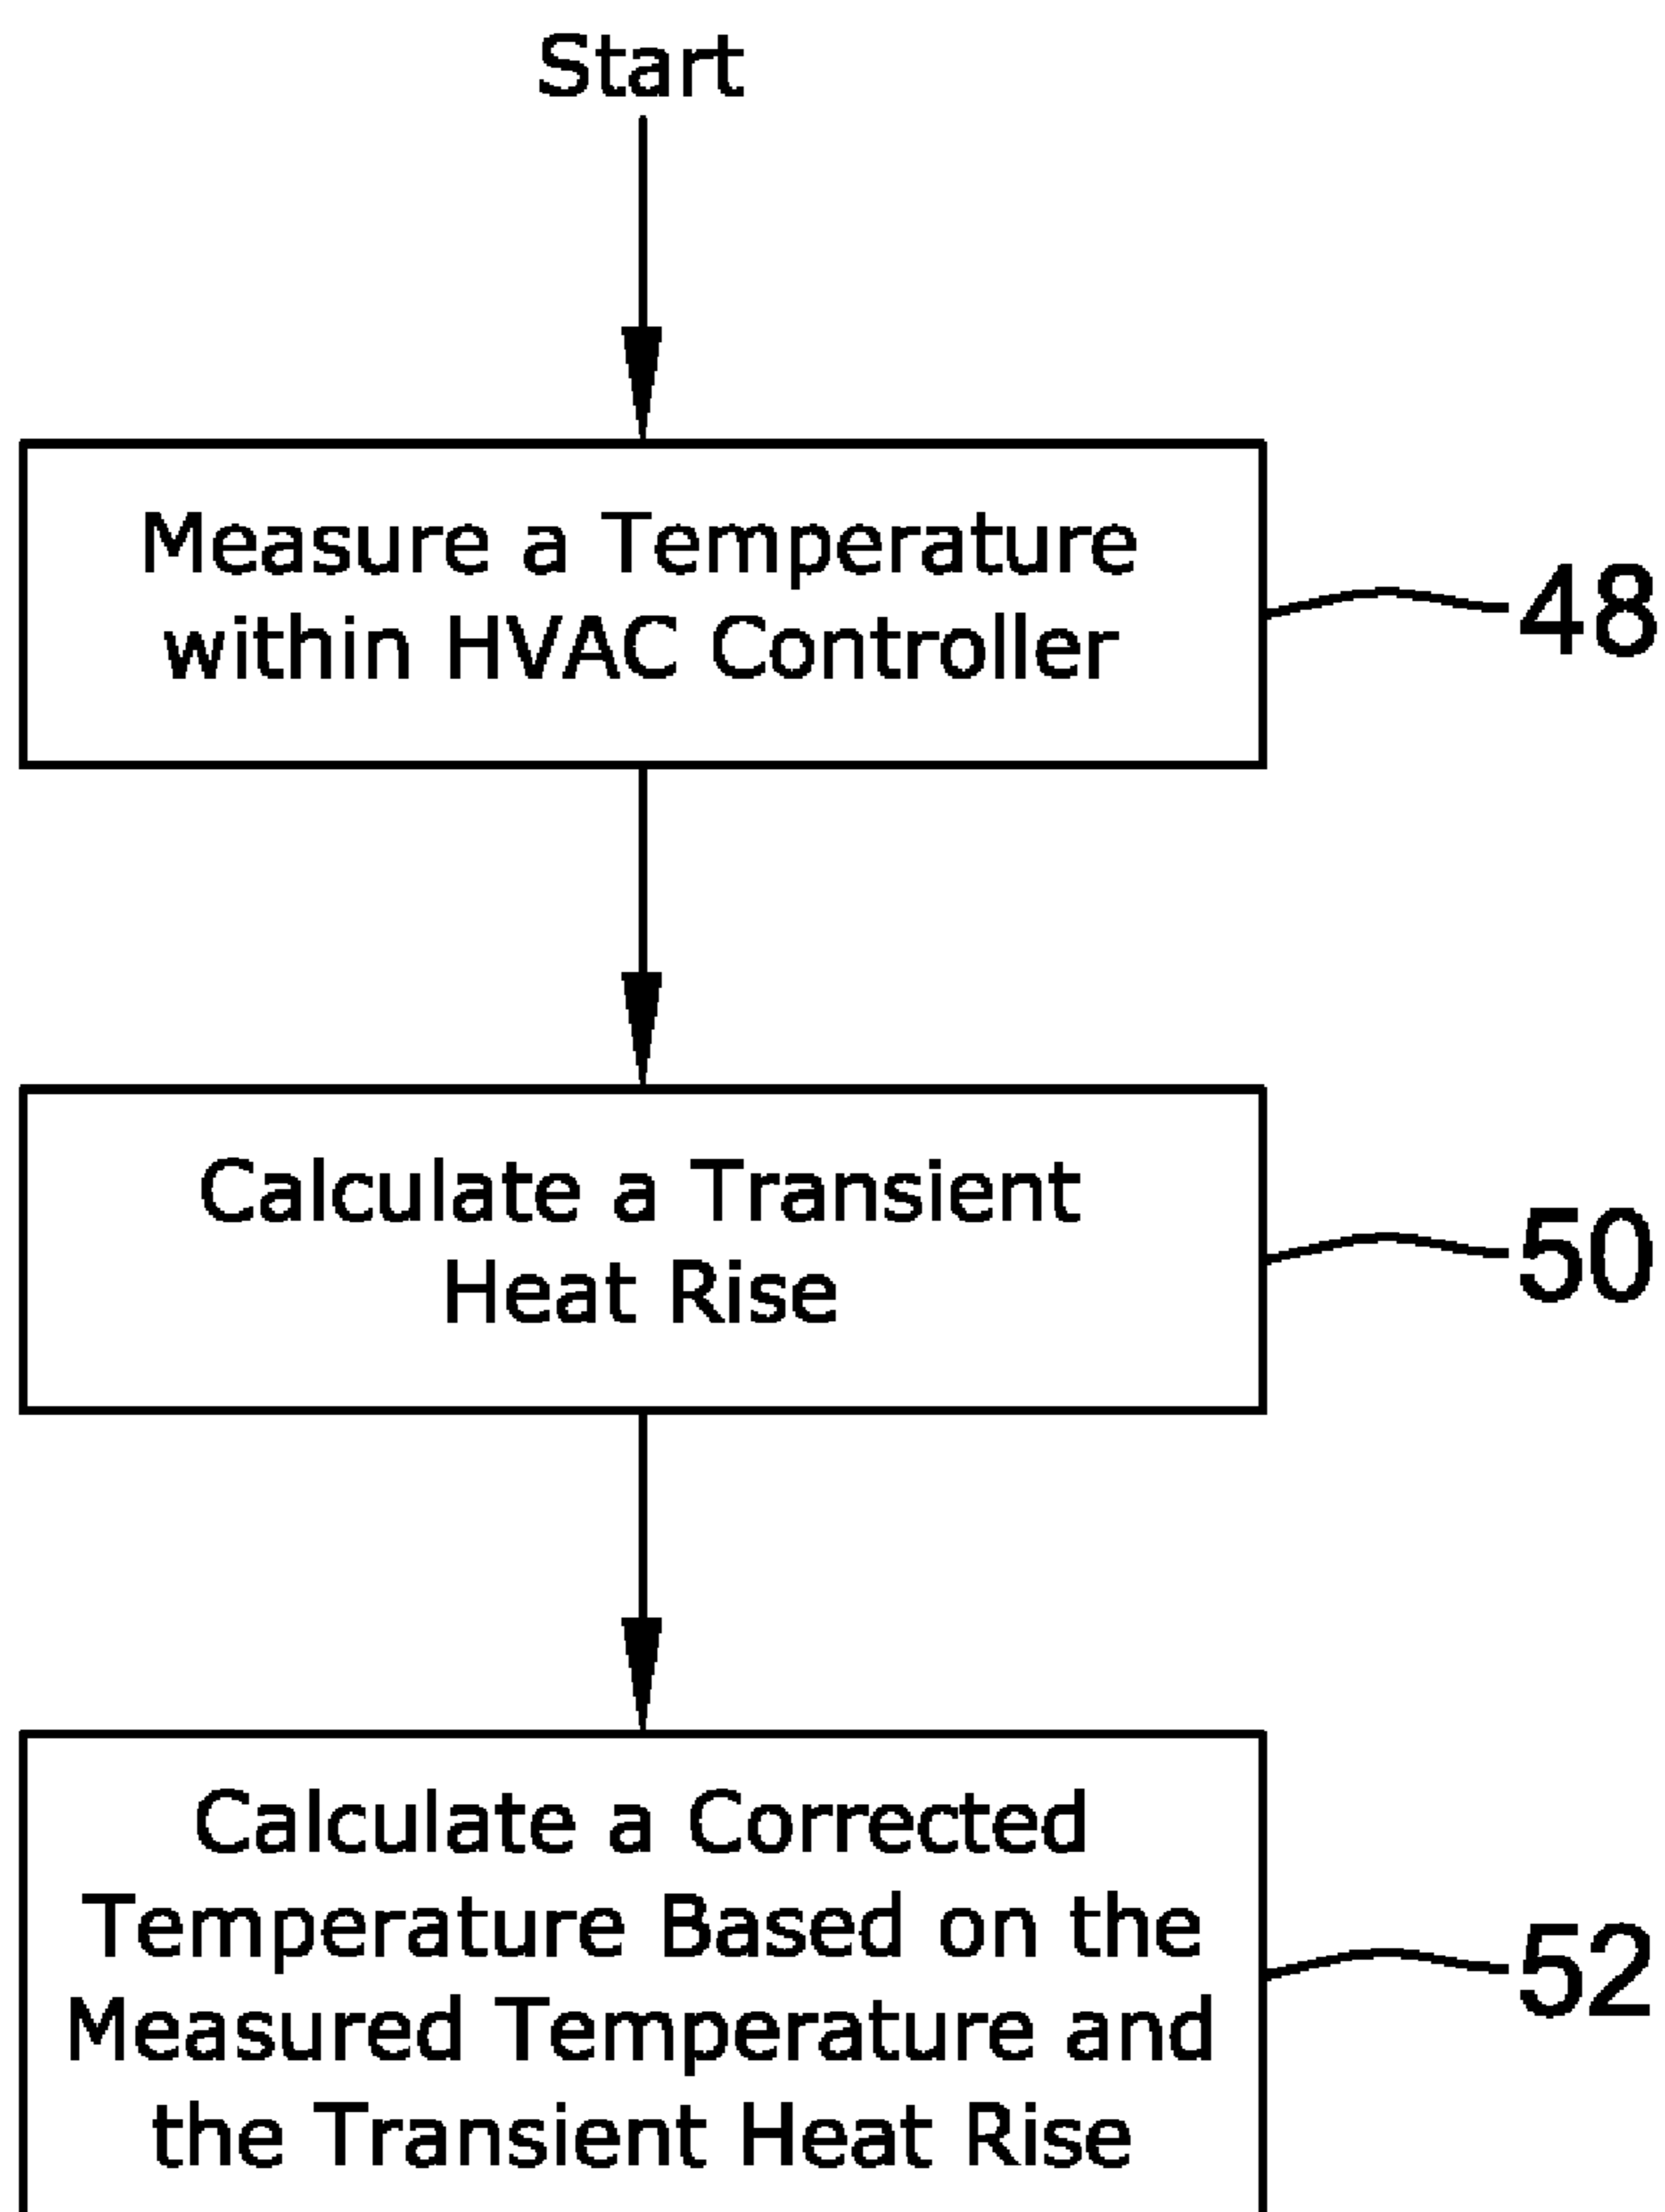 Start
Measure a Temperature
within HVAC Controller
48
Calculate a Transient
Heat Rise
50
Calculate a Corrected
Temperature Based on the
Measured Temperature and
the Transient Heat Rise
52